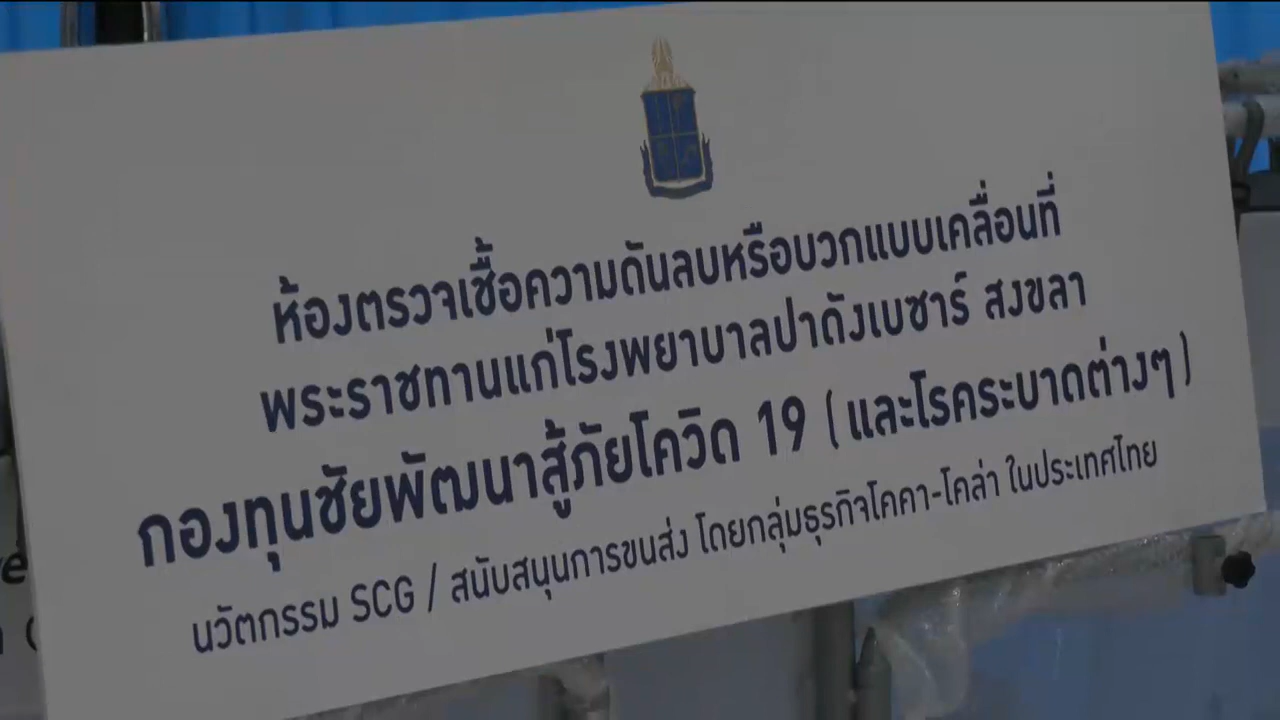 ห้องตรวจเชื้อความดันลบหรือบวกแบบเคลื่อนที่
พระราชทานแก่โรงพยาบาลปาดังเบซาร์ สงขลา
กองทุนชัยพัฒนาสู้ภัยโควิด 19 (และโรคระบาดต่างๆ)
นวัตกรรม SCG / สนับสนุนการขนส่ง โดยกลุ่มธุรกิจโคคา-โคล่า ในประเทศไทย